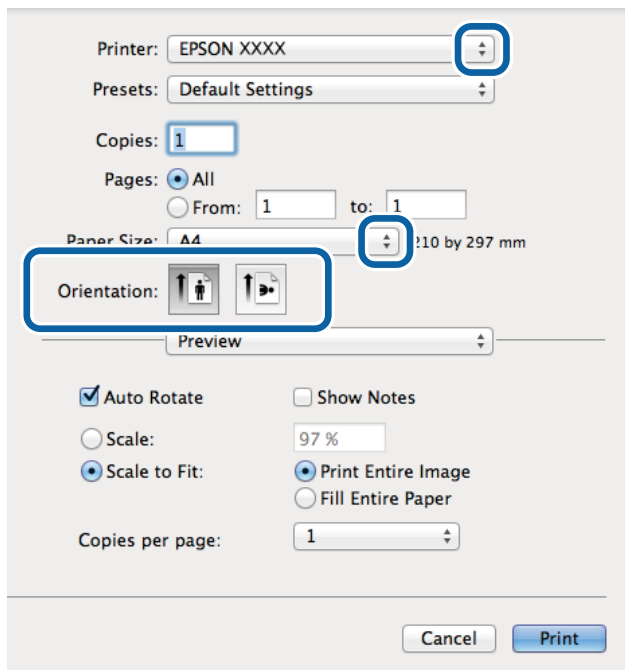 Printer: EPSON XXXX
Presets: Default Settings
Copies: 1
Pages: All
From: 1 to: 1
Paper Size: A4 210 by 297 mm
Orientation:
Preview
Auto Rotate Show Notes
Scale: 97 %
Scale to Fit: Print Entire Image
Fill Entire Paper
Copies per page: 1
Cancel Print